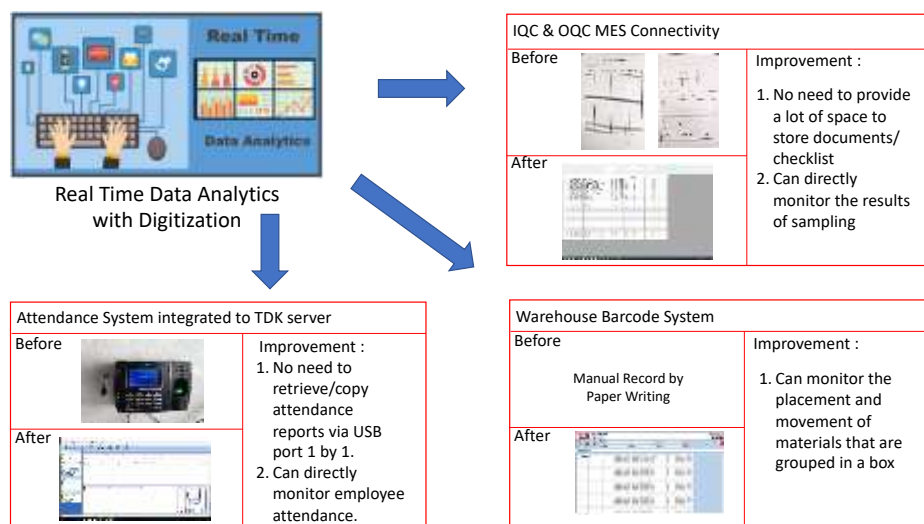 Real Time
Data Analytics
Real Time Data Analytics
with Digitization
IQC & OQC MES Connectivity
Before
After
Improvement :
1. No need to provide
a lot of space to
store documents/
checklist
2. Can directly
monitor the results
of sampling
Attendance System integrated to TDK server
Before
After
Improvement :
1. No need to
retrieve/copy
attendance
reports via USB
port 1 by 1.
2. Can directly
monitor employee
attendance.
Warehouse Barcode System
Before
Manual Record by
Paper Writing
After
Improvement :
1. Can monitor the
placement and
movement of
materials that are
grouped in a box